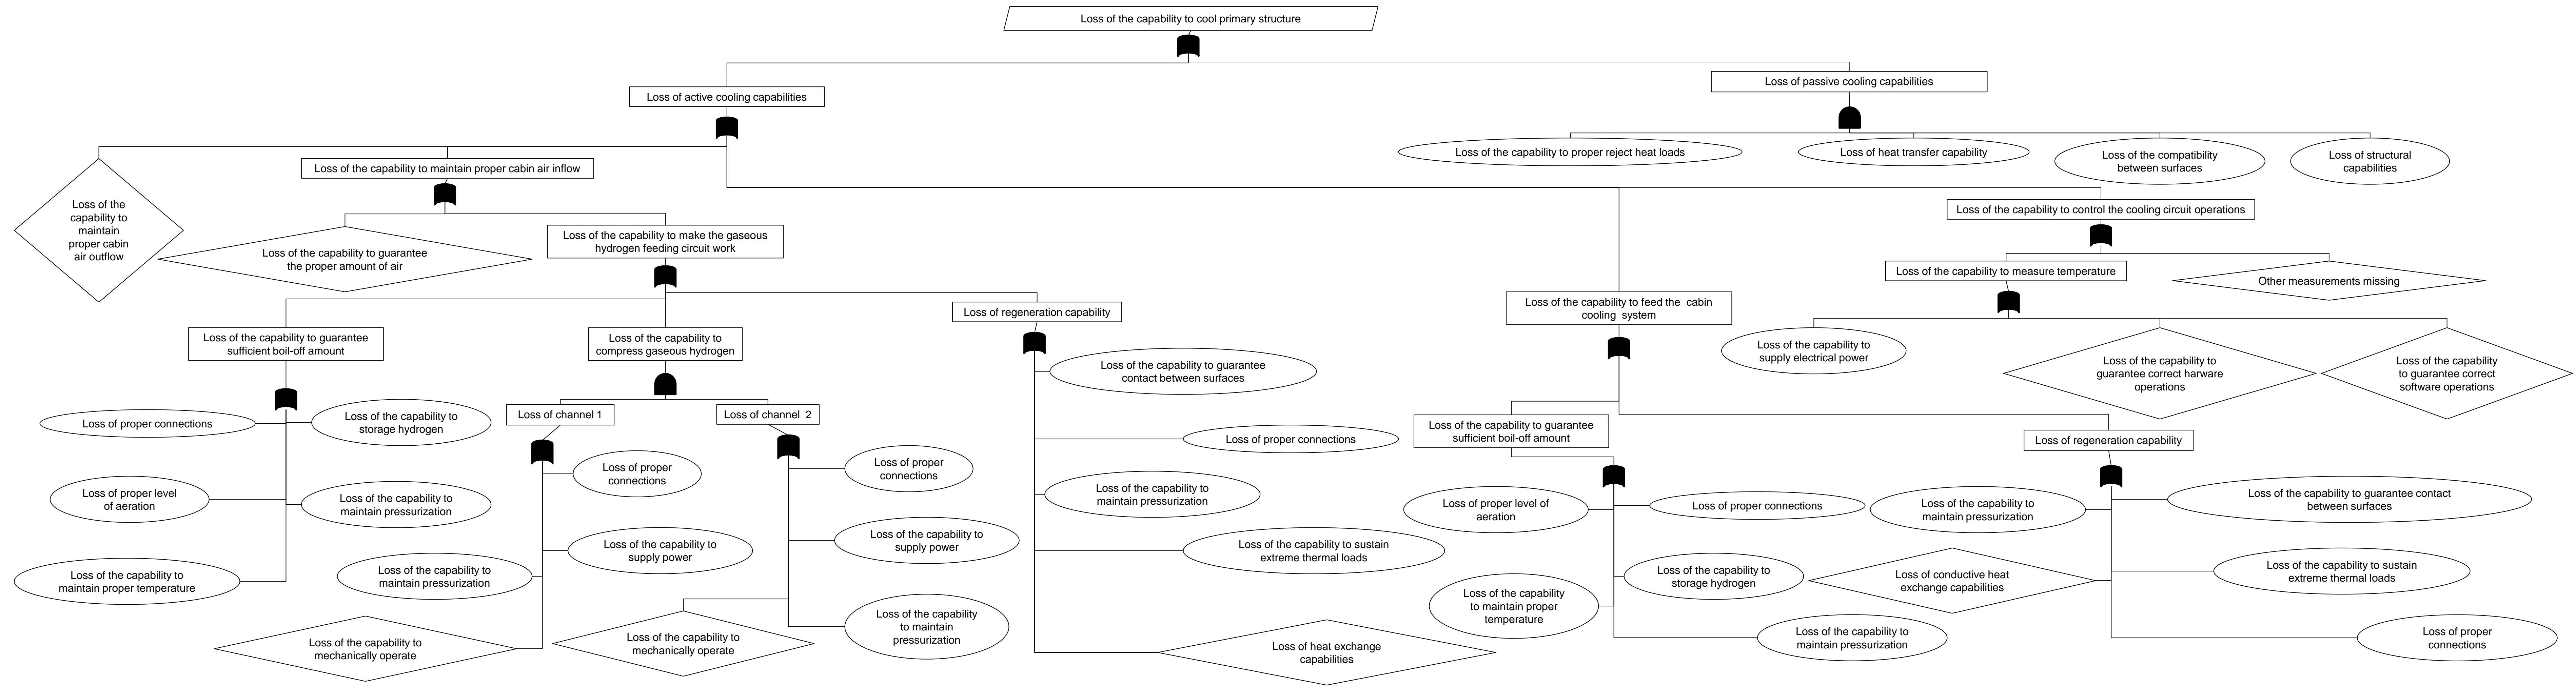 Loss of the capability to cool primary structure
Loss of active cooling capabilities
Loss of passive cooling capabilities
Loss of the capability to proper reject heat loads
Loss of heat transfer capability
Loss of the compatibility
between surfaces
Loss of structural
capabilities
Loss of the capability to maintain proper cabin air inflow
Loss of the
capability to
maintain
proper cabin
air outflow
Loss of the capability to guarantee
the proper amount of air
Loss of the capability to make the gaseous
hydrogen feeding circuit work
Loss of the capability to control the cooling circuit operations
Loss of the capability to measure temperature
Other measurements missing
Loss of the capability to feed the cabin
cooling system
Loss of the capability to guarantee
sufficient boil-off amount
Loss of the capability to
compress gaseous hydrogen
Loss of regeneration capability
Loss of the capability to
supply electrical power
Loss of the capability to
guarantee correct harware
operations
Loss of the capability
to guarantee correct
software operations
Loss of the capability to guarantee
contact between surfaces
Loss of proper connections
Loss of the capability to
storage hydrogen
Loss of channel 1
Loss of channel 2
Loss of proper connections
Loss of the capability to guarantee
sufficient boil-off amount
Loss of regeneration capability
Loss of proper
connections
Loss of proper
connections
Loss of proper level
of aeration
Loss of the capability to
maintain pressurization
Loss of the capability to
maintain pressurization
Loss of proper level of
aeration
Loss of proper connections
Loss of the capability to
maintain pressurization
Loss of the capability to guarantee contact
between surfaces
Loss of the capability to
supply power
Loss of the capability to
supply power
Loss of the capability to sustain
extreme thermal loads
Loss of the capability to
maintain proper temperature
Loss of the capability to
maintain pressurization
Loss of the capability to
storage hydrogen
Loss of conductive heat
exchange capabilities
Loss of the capability to sustain
extreme thermal loads
Loss of the capability
to maintain proper
temperature
Loss of the capability to
mechanically operate
Loss of the capability to
mechanically operate
Loss of the capability
to maintain
pressurization
Loss of heat exchange
capabilities
Loss of the capability to
maintain pressurization
Loss of proper
connections